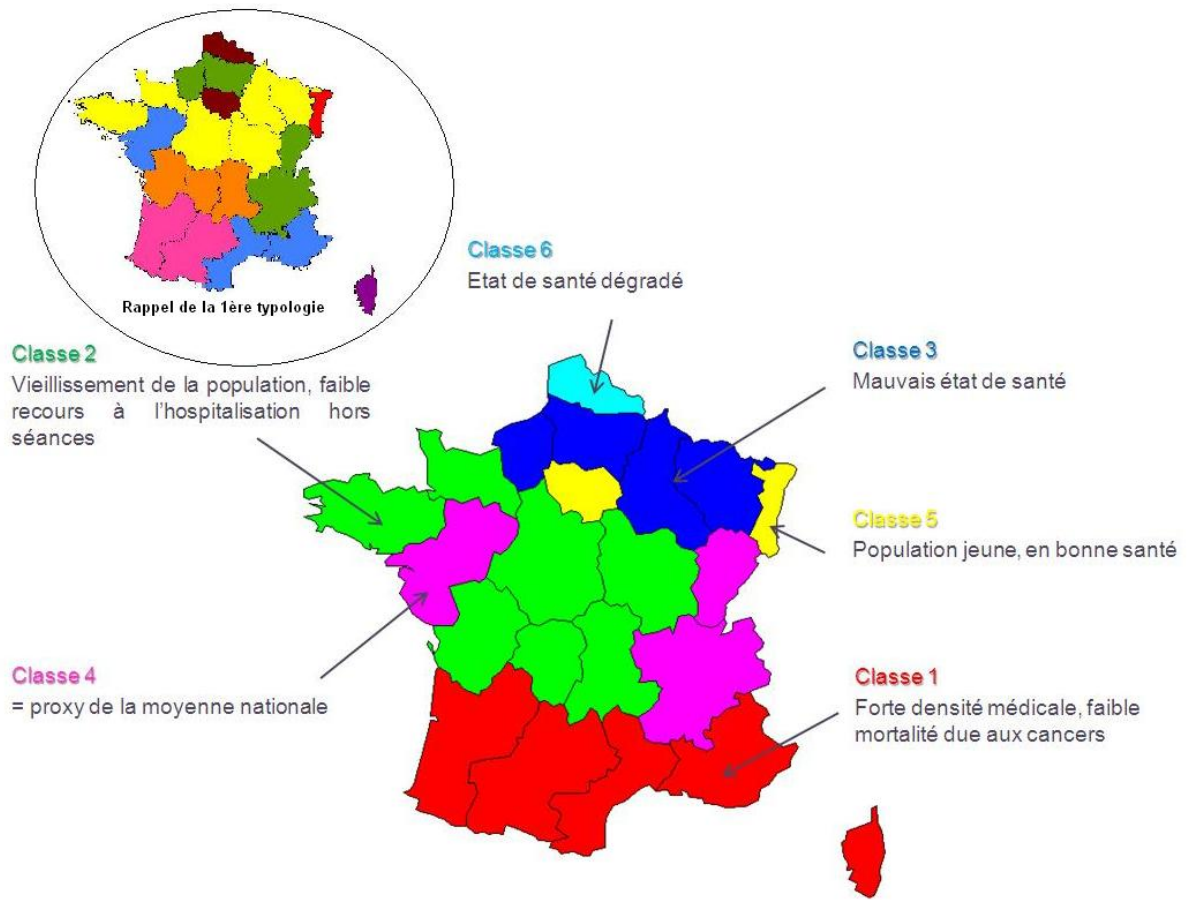 Rappel de la 1ère typologie
Classe 6
Etat de santé dégradé
Classe 2
Vieillissement de la population, faible
recours à l'hospitalisation hors
séances
Classe 3
Mauvais état de santé
Classe 5
Population jeune, en bonne santé
Classe 4
= proxy de la moyenne nationale
Classe 1
Forte densité médicale, faible
mortalité due aux cancers